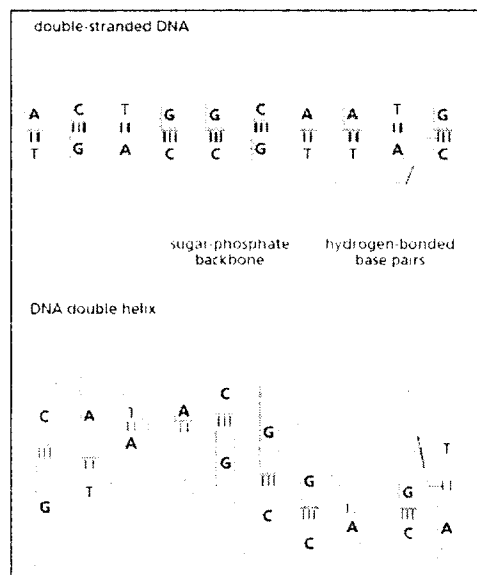 double-stranded DNA
A C T G G C A A T G
T G A C C G T T A C
sugar-phosphate hydrogen-bonded
backbone base pairs
DNA double helix
C A T A C G G T
G T A G C C A G C A